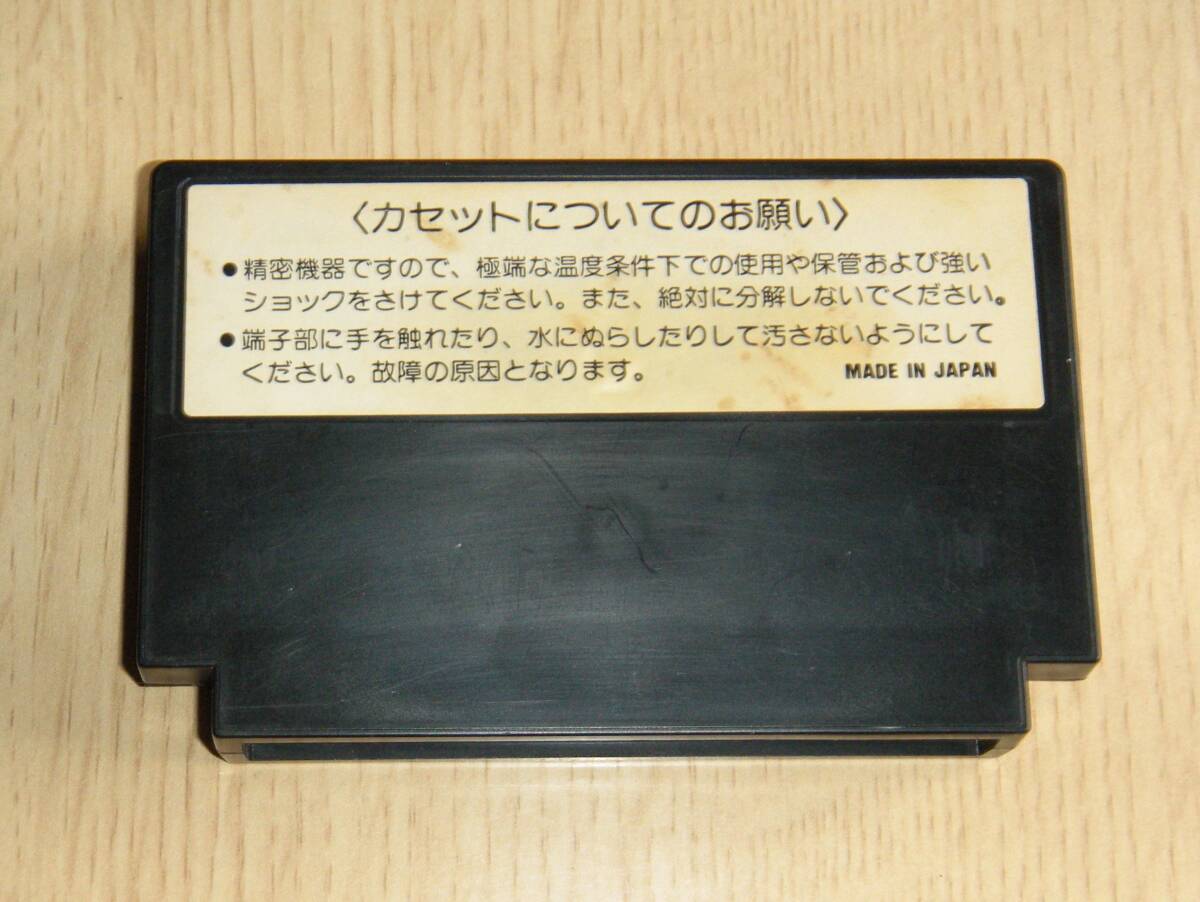 〈カセットについてのお願い〉
●精密機器ですので、極端な温度条件下での使用や保管および強い
ショックをさけてください。また、絶対に分解しないでください。
●端子部に手を触れたり、水にぬらしたりして汚さないようにして
ください。故障の原因となります。
MADE IN JAPAN